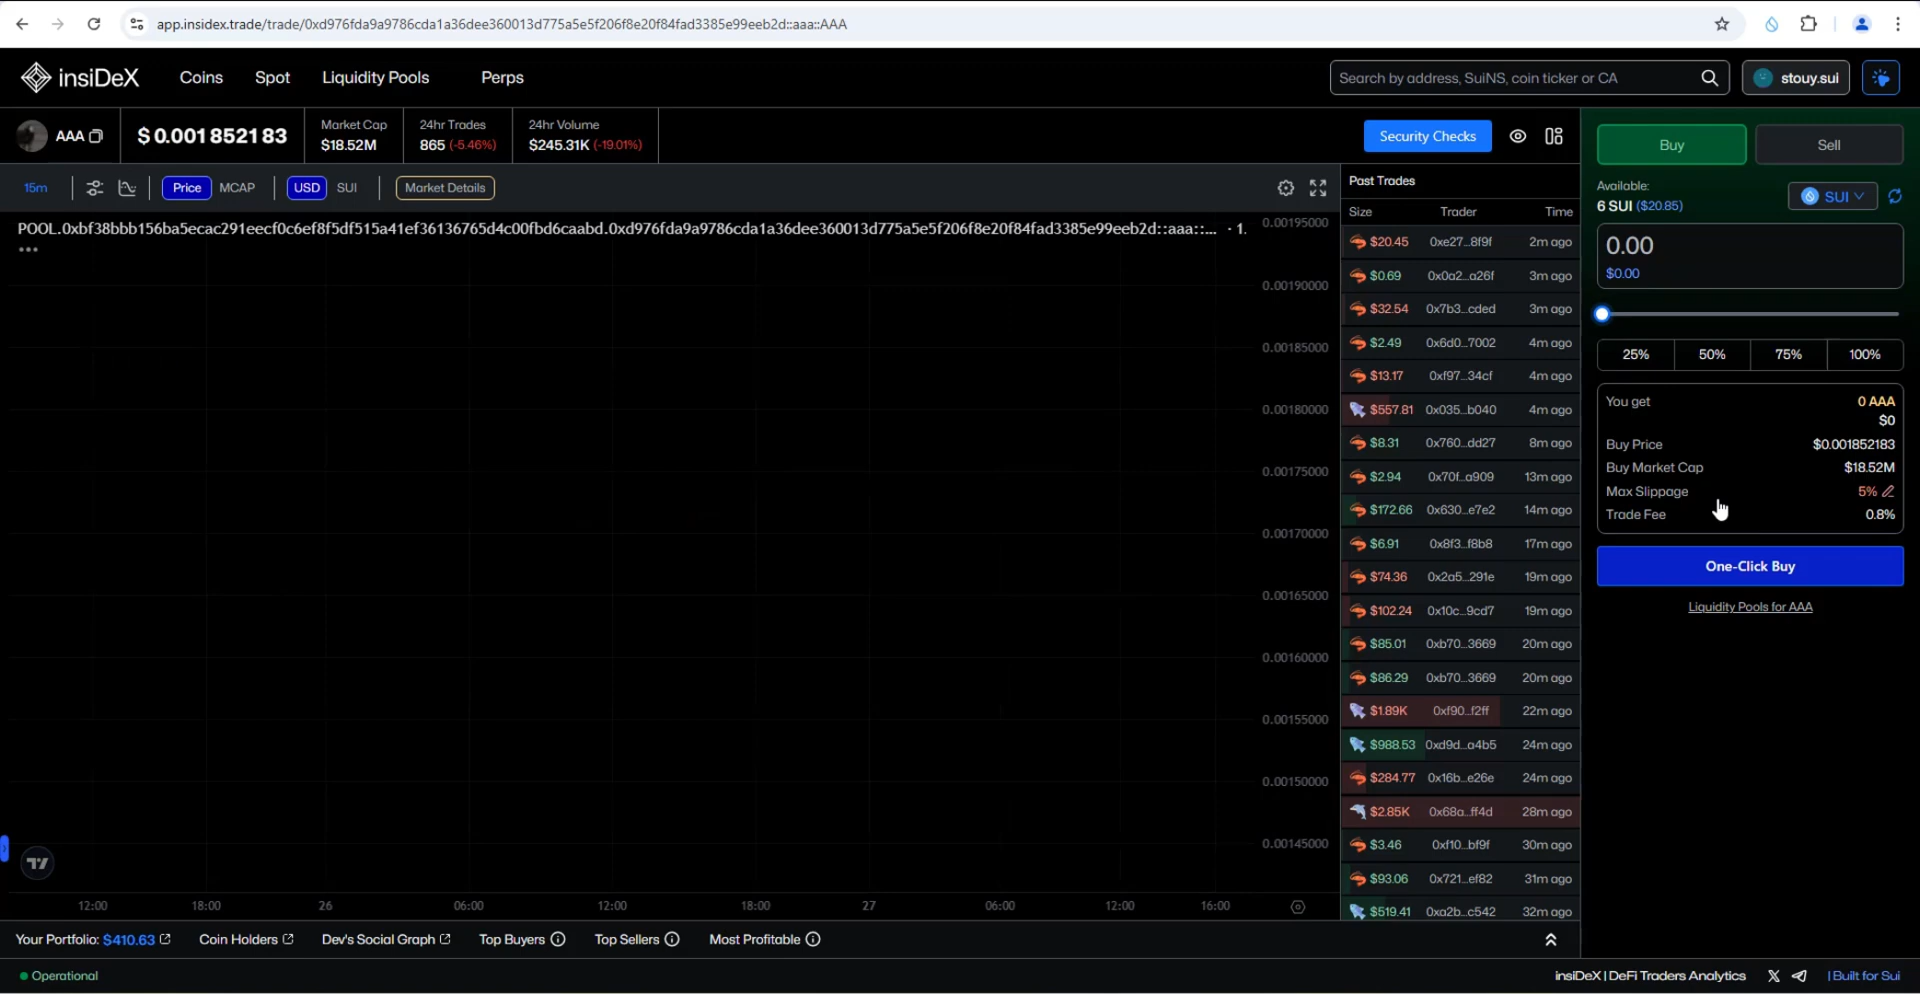 app.insidex.trade/trade/0xd976fda9a9786cda1a36dee360013d775a5e5f206f8e20f84fad3385e99eeb2d::aaa::AAA
insiDeX Coins Spot Liquidity Pools Perps Search by address, SuiNS, coin ticker or CA stouy.sui
AAA $0.001852183
Market Cap
$18.52M
24hr Trades
865 (-5.46%)
24hr Volume
$245.31K (-19.01%)
Security Checks
15m Price MCAP USD SUI Market Details
POOL.0xbf38bbb156ba5ecac291eecf0c6ef8f5df515a41ef36136765d4c00fbd6caabd.0xd976fda9a9786cda1a36dee360013d775a5e5f206f8e20f84fad3385e99eeb2d::aaa::... · 1.
0.00195000
0.00190000
0.00185000
0.00180000
0.00175000
0.00170000
0.00165000
0.00160000
0.00155000
0.00150000
0.00145000
12:00 18:00 26 06:00 12:00 18:00 27 06:00 12:00 16:00
Past Trades
Size Trader Time
$20.45 0xe27...8f9f 2m ago
$0.69 0x0a2...a26f 3m ago
$32.54 0x7b3...cded 3m ago
$2.49 0x6d0...7002 4m ago
$13.17 0xf97...34cf 4m ago
$557.81 0x035...b040 4m ago
$8.31 0x760...dd27 8m ago
$2.94 0x70f...a909 13m ago
$172.66 0x630...e7e2 14m ago
$6.91 0x8f3...f8b8 17m ago
$74.36 0x2a5...291e 19m ago
$102.24 0x10c...9cd7 19m ago
$85.01 0xb70...3669 20m ago
$86.29 0xb70...3669 20m ago
$1.89K 0xf90...f2ff 22m ago
$988.53 0xd9d...a4b5 24m ago
$284.77 0x16b...e26e 24m ago
$2.85K 0x68a...ff4d 28m ago
$3.46 0xf10...bf9f 30m ago
$93.06 0x721...ef82 31m ago
$519.41 0xa2b...c542 32m ago
Buy Sell
Available:
6 SUI ($20.85) SUI
0.00
$0.00
25% 50% 75% 100%
You get 0 AAA
$0
Buy Price $0.001852183
Buy Market Cap $18.52M
Max Slippage 5%
Trade Fee 0.8%
One-Click Buy
Liquidity Pools for AAA
Your Portfolio: $410.63 Coin Holders Dev's Social Graph Top Buyers Top Sellers Most Profitable
Operational insiDeX | DeFi Traders Analytics | Built for Sui